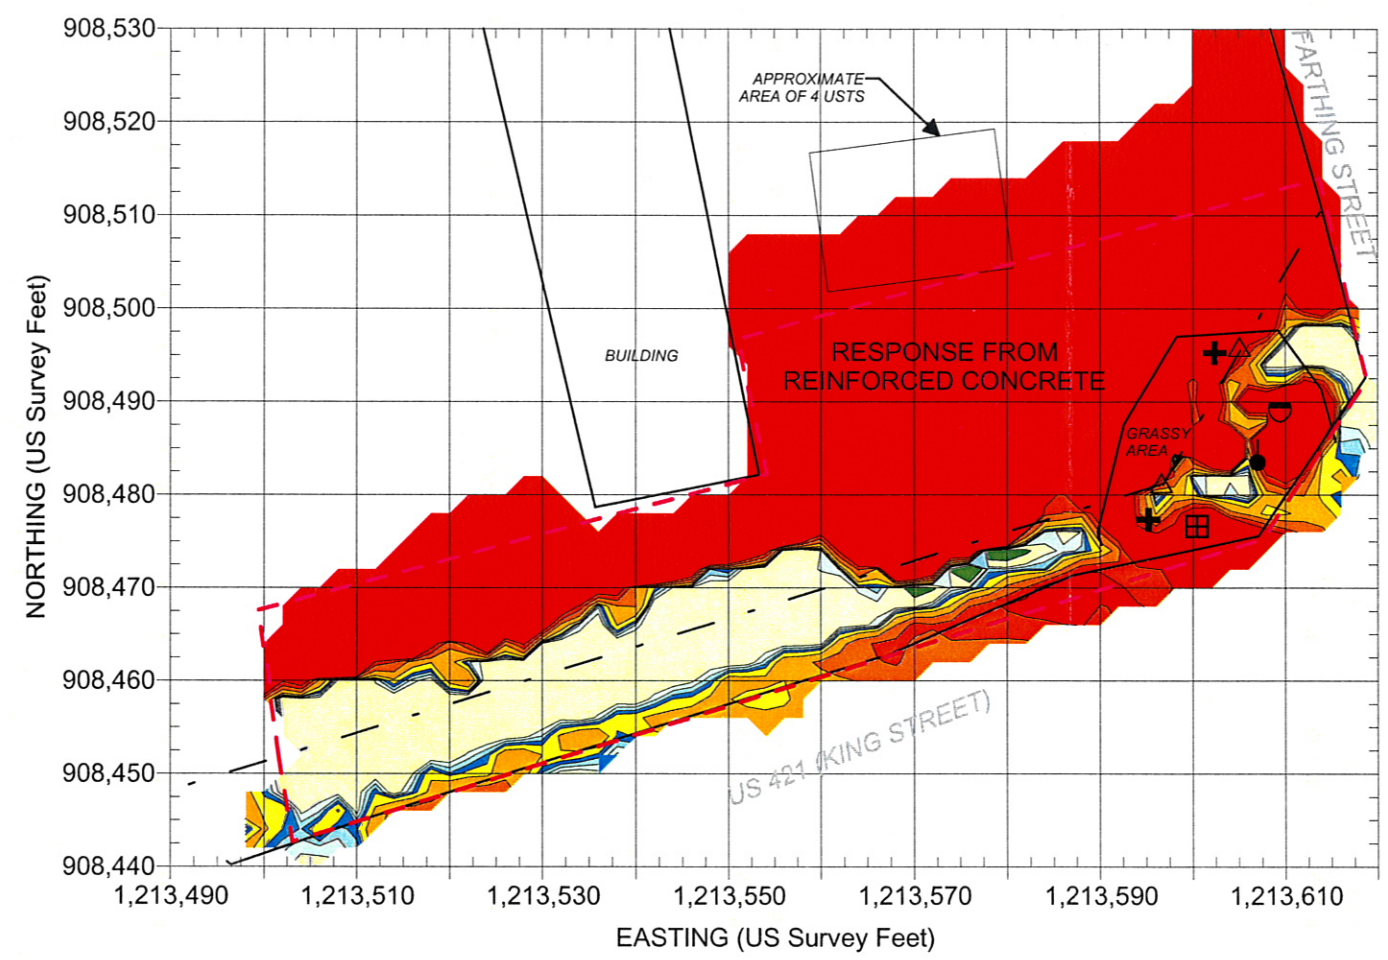 908,530
908,520
908,510
908,500
908,490
908,480
908,470
908,460
908,450
908,440
NORTHING (US Survey Feet)
APPROXIMATE
AREA OF 4 USTS
FARTHING STREET
BUILDING
RESPONSE FROM
REINFORCED CONCRETE
GRASSY
AREA
US 421 (KING STREET)
1,213,490
1,213,510
1,213,530
1,213,550
1,213,570
1,213,590
1,213,610
EASTING (US Survey Feet)